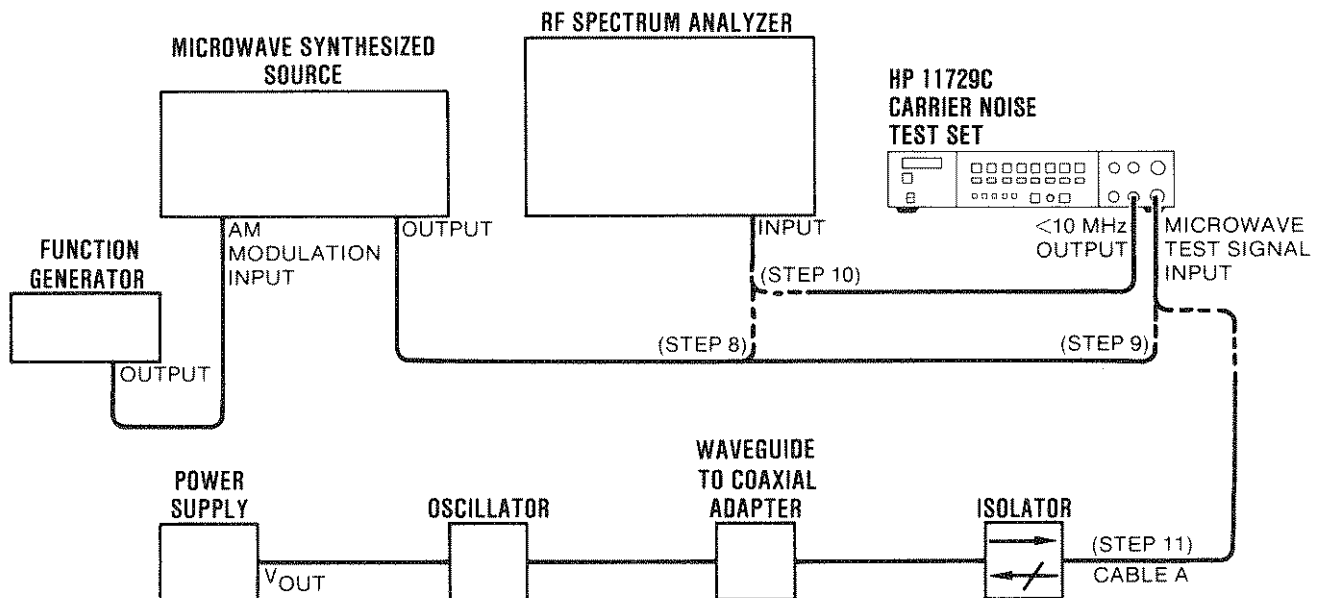 RF SPECTRUM ANALYZER
MICROWAVE SYNTHESIZED
SOURCE
HP 11729C
CARRIER NOISE
TEST SET
AM
MODULATION
INPUT
OUTPUT
INPUT
<10 MHz
OUTPUT
MICROWAVE
TEST SIGNAL
INPUT
FUNCTION
GENERATOR
(STEP 10)
(STEP 8)
(STEP 9)
OUTPUT
POWER
SUPPLY
OSCILLATOR
WAVEGUIDE
TO COAXIAL
ADAPTER
ISOLATOR
(STEP 11)
CABLE A
VOUT